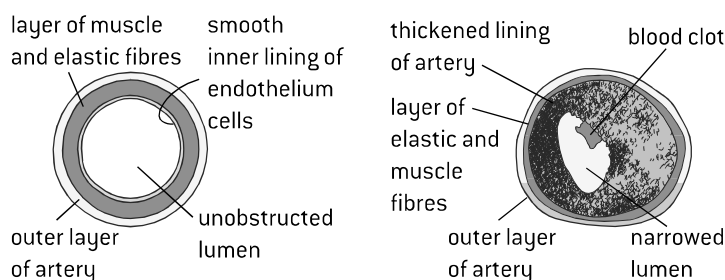 layer of muscle
and elastic fibres
smooth
inner lining of
endothelium
cells
outer layer
of artery
unobstructed
lumen
thickened lining
of artery
blood clot
layer of
elastic and
muscle
fibres
outer layer
of artery
narrowed
lumen